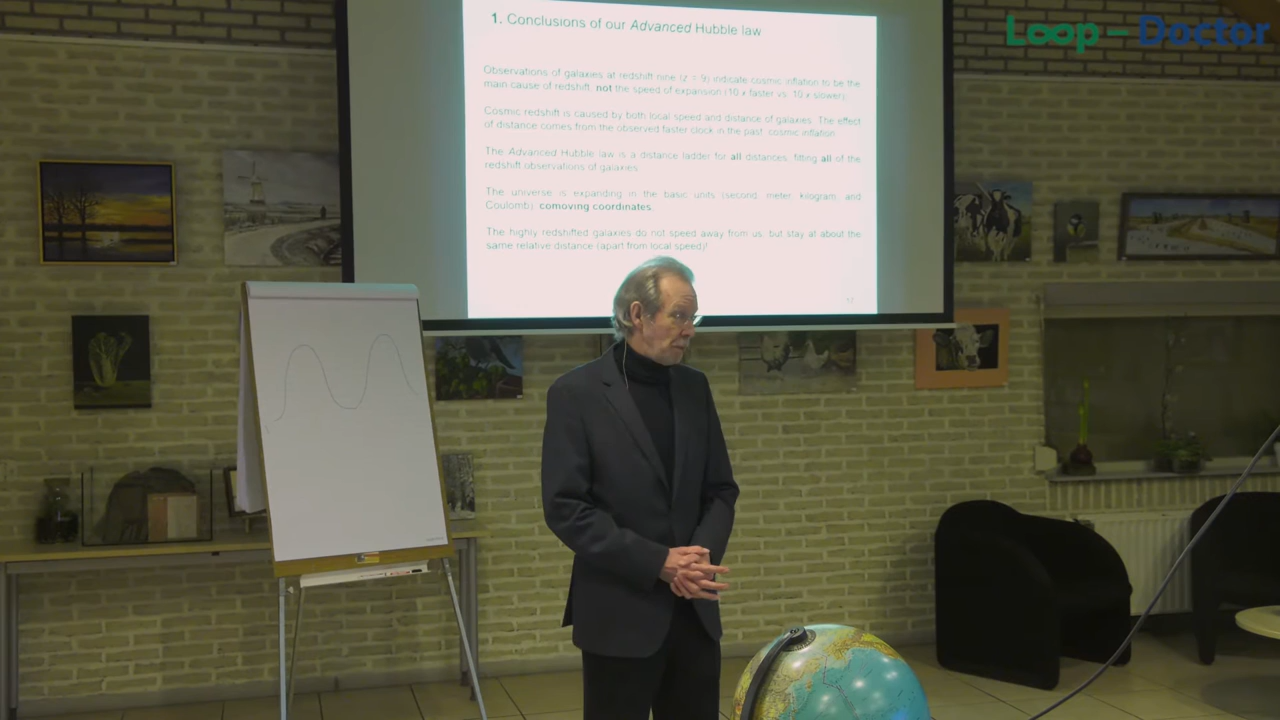 Loop - Doctor
1. Conclusions of our Advanced Hubble law
Observations of galaxies at redshift nine (z = 9) indicate cosmic inflation to be the
main cause of redshift, not the speed of expansion (10 x faster vs. 10 x slower).
Cosmic redshift is caused by both local speed and distance of galaxies. The effect
of distance comes from the observed faster clock in the past: cosmic inflation.
The Advanced Hubble law is a distance ladder for all distances, fitting all of the
redshift observations of galaxies.
The universe is expanding in the basic units (second, meter, kilogram and
Coulomb), comoving coordinates.
The highly redshifted galaxies do not speed away from us, but stay at about the
same relative distance (apart from local speed)!